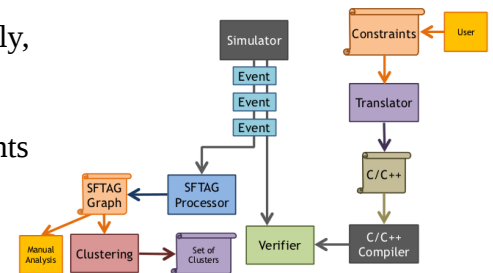 ly,
nts
Simulator
Event
Event
Event
Constraints
User
Translator
C/C++
C/C++
Compiler
Verifier
SFTAG
Processor
SFTAG
Graph
Manual
Analysis
Clustering
Set of
Clusters